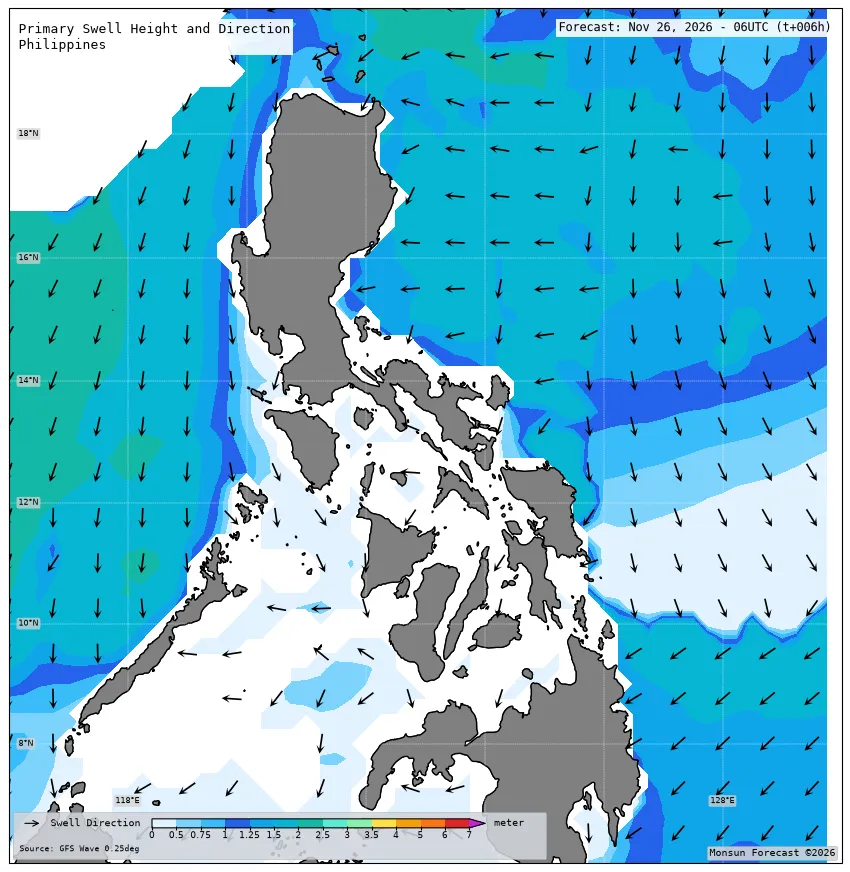 Primary Swell Height and Direction
Philippines
Forecast: Nov 26, 2026 - 06UTC (t+006h)
18°N
16°N
14°N
12°N
10°N
8°N
118°E
128°E
Swell Direction
0 0.5 0.75 1 1.25 1.5 2 2.5 3 3.5 4 5 6 7
meter
Source: GFS Wave 0.25deg
Monsun Forecast ©2026